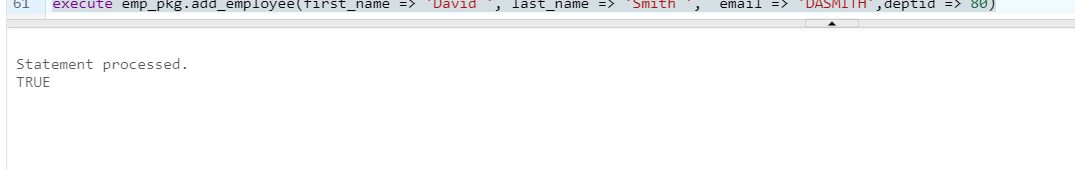 61 execute emp_pkg.add_employee(first_name => 'David ', last_name => 'Smith ',  email => 'DASMITH',deptid => 80)
Statement processed.
TRUE